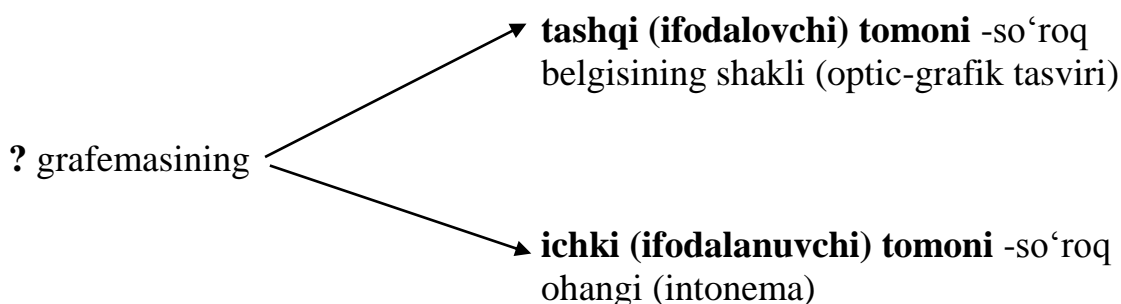 tashqi (ifodalovchi) tomoni -so‘roq
belgisining shakli (optic-grafik tasviri)
? grafemasining
ichki (ifodalanuvchi) tomoni -so‘roq
ohangi (intonema)